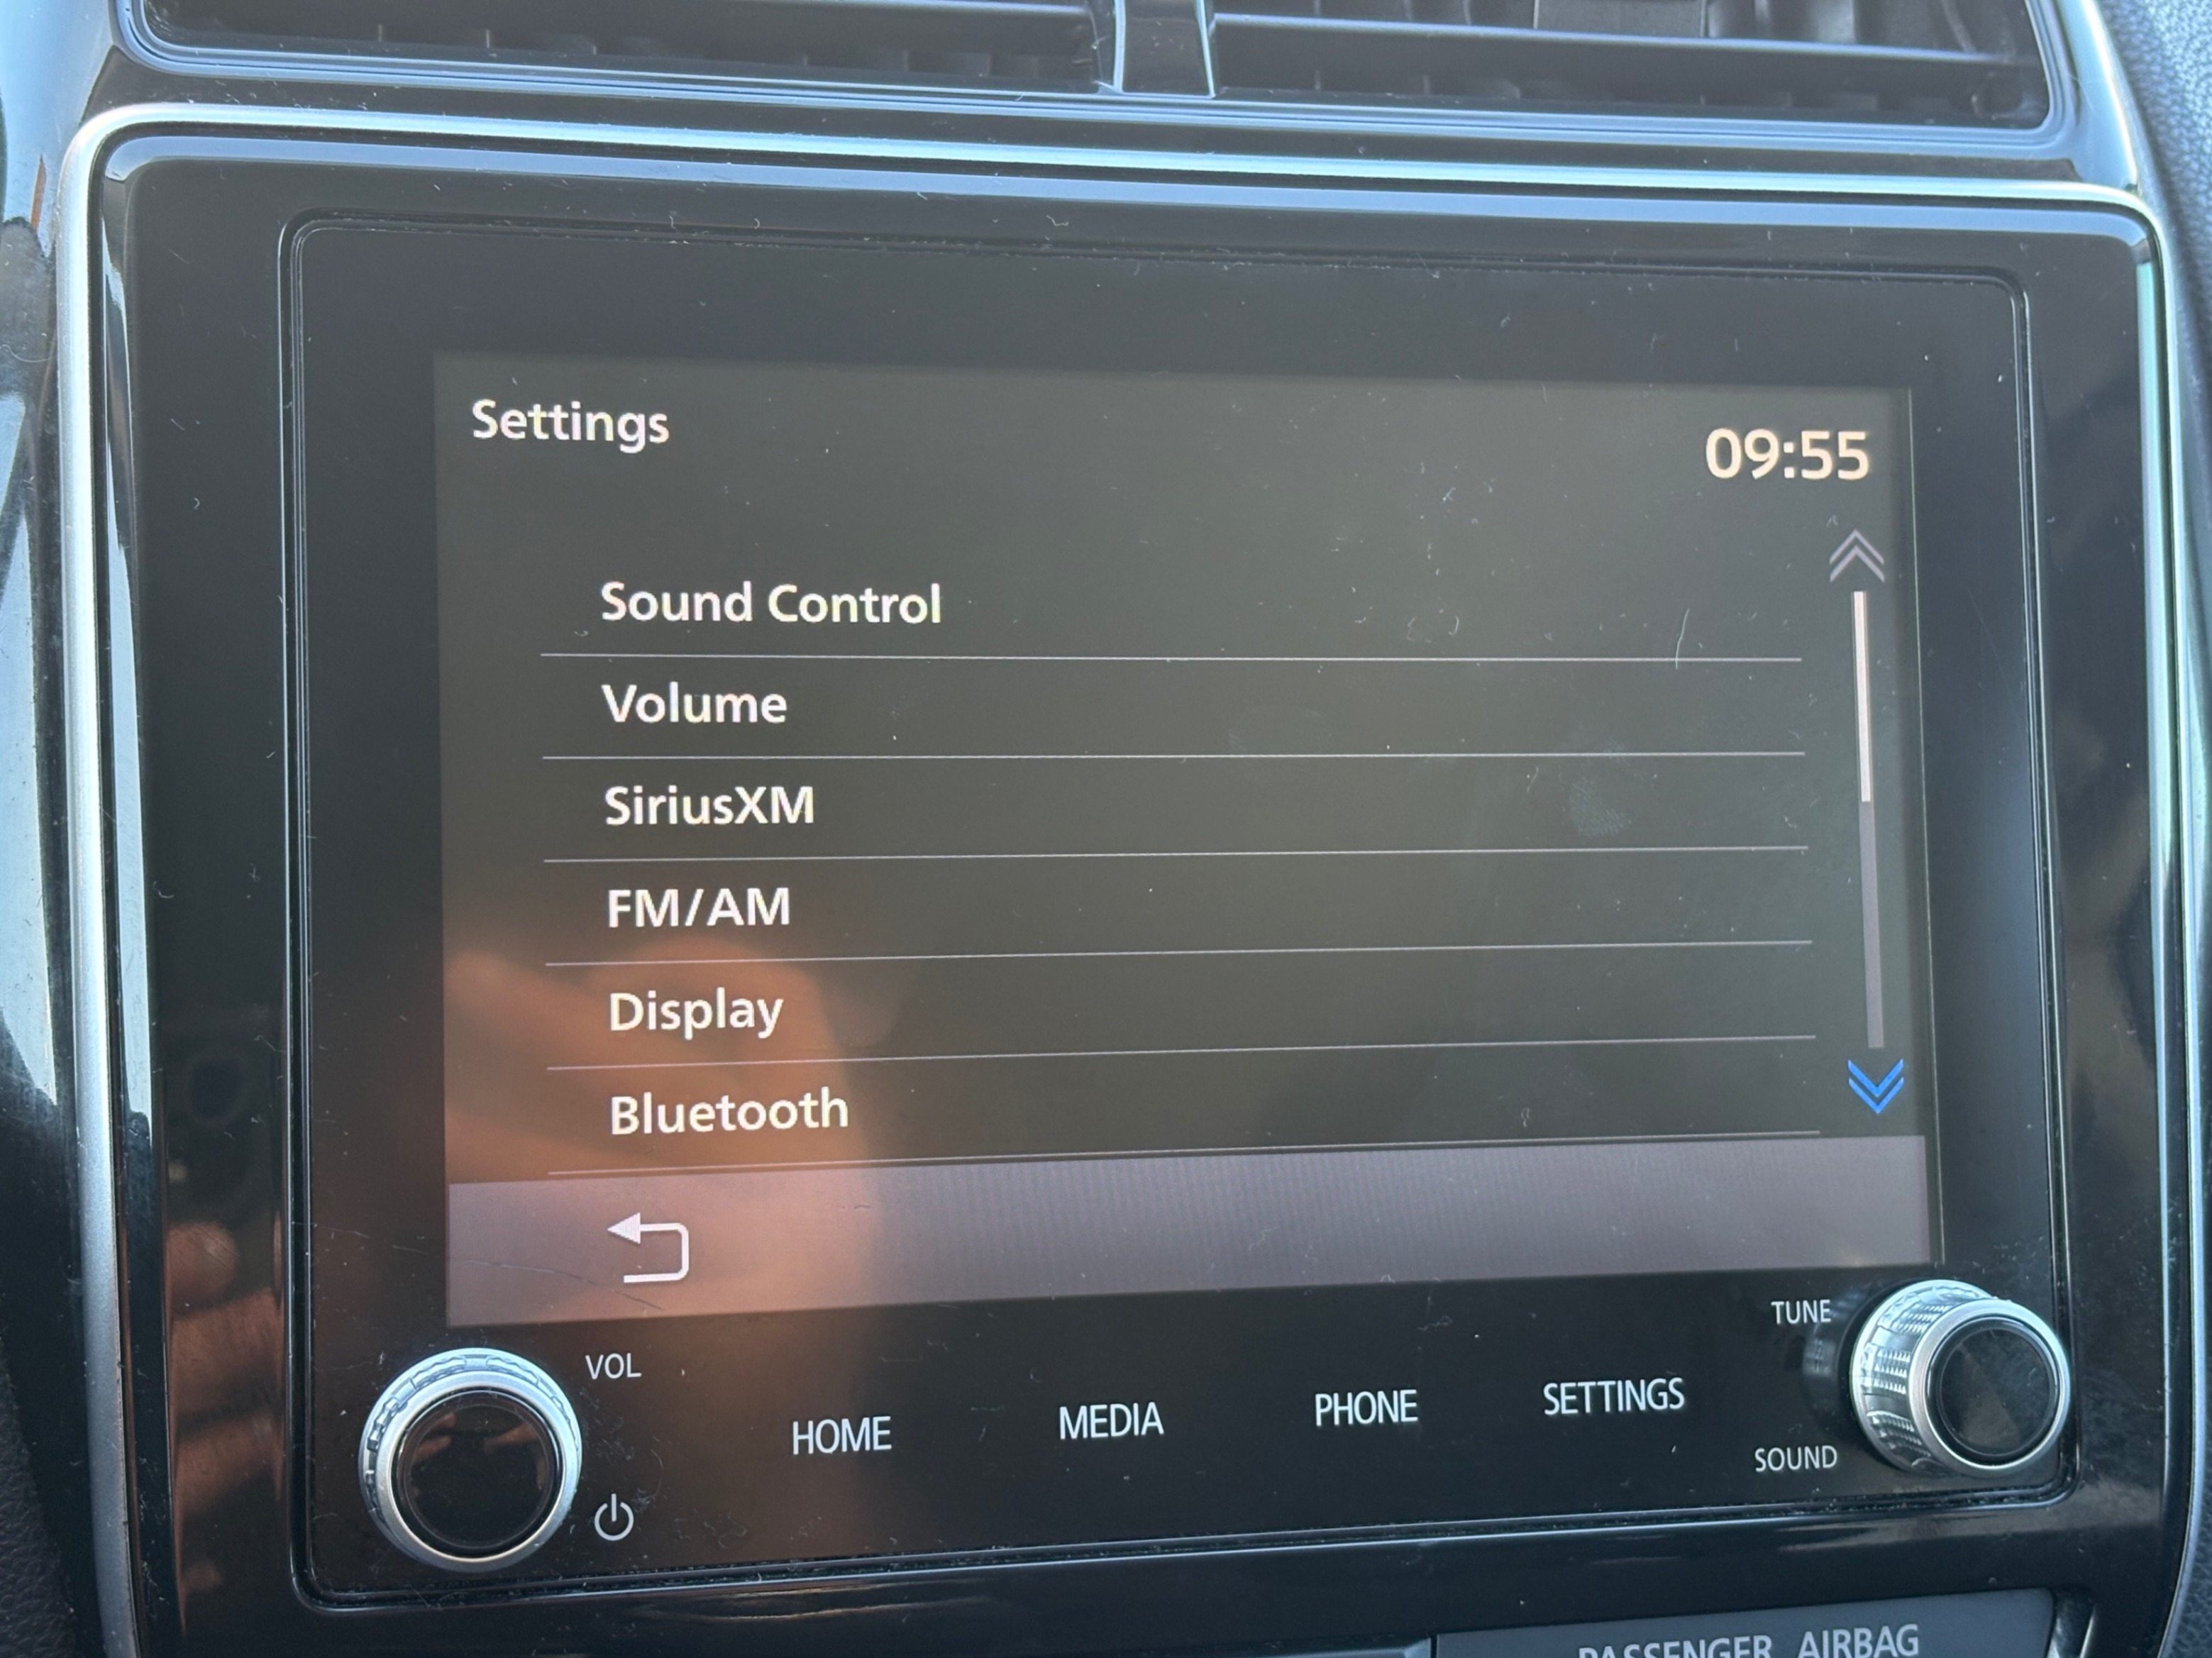 Settings
09:55
Sound Control
Volume
SiriusXM
FM/AM
Display
Bluetooth
VOL
HOME
MEDIA
PHONE
SETTINGS
TUNE
SOUND
PASSENGER AIRBAG